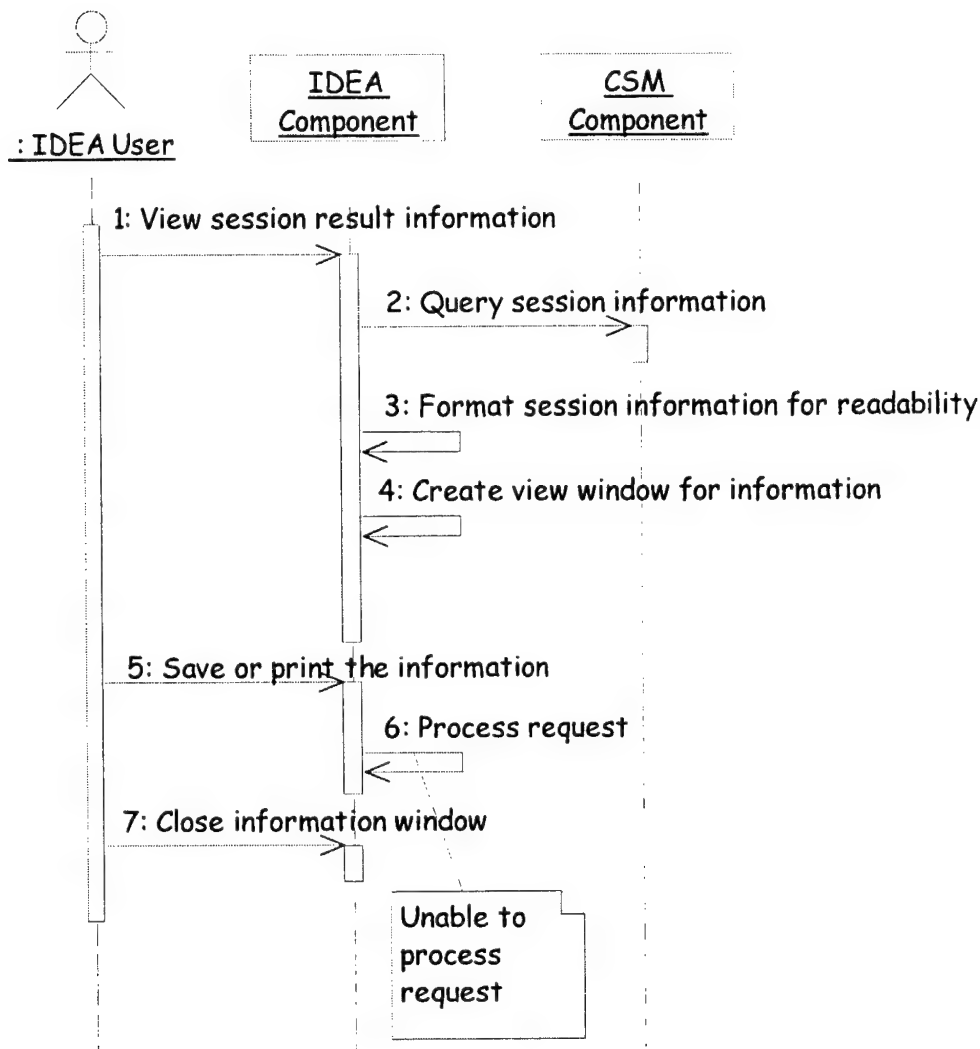 IDEA
Component
CSM
Component
: IDEA User
1: View session result information
2: Query session information
3: Format session information for readability
4: Create view window for information
5: Save or print the information
6: Process request
7: Close information window
Unable to
process
request